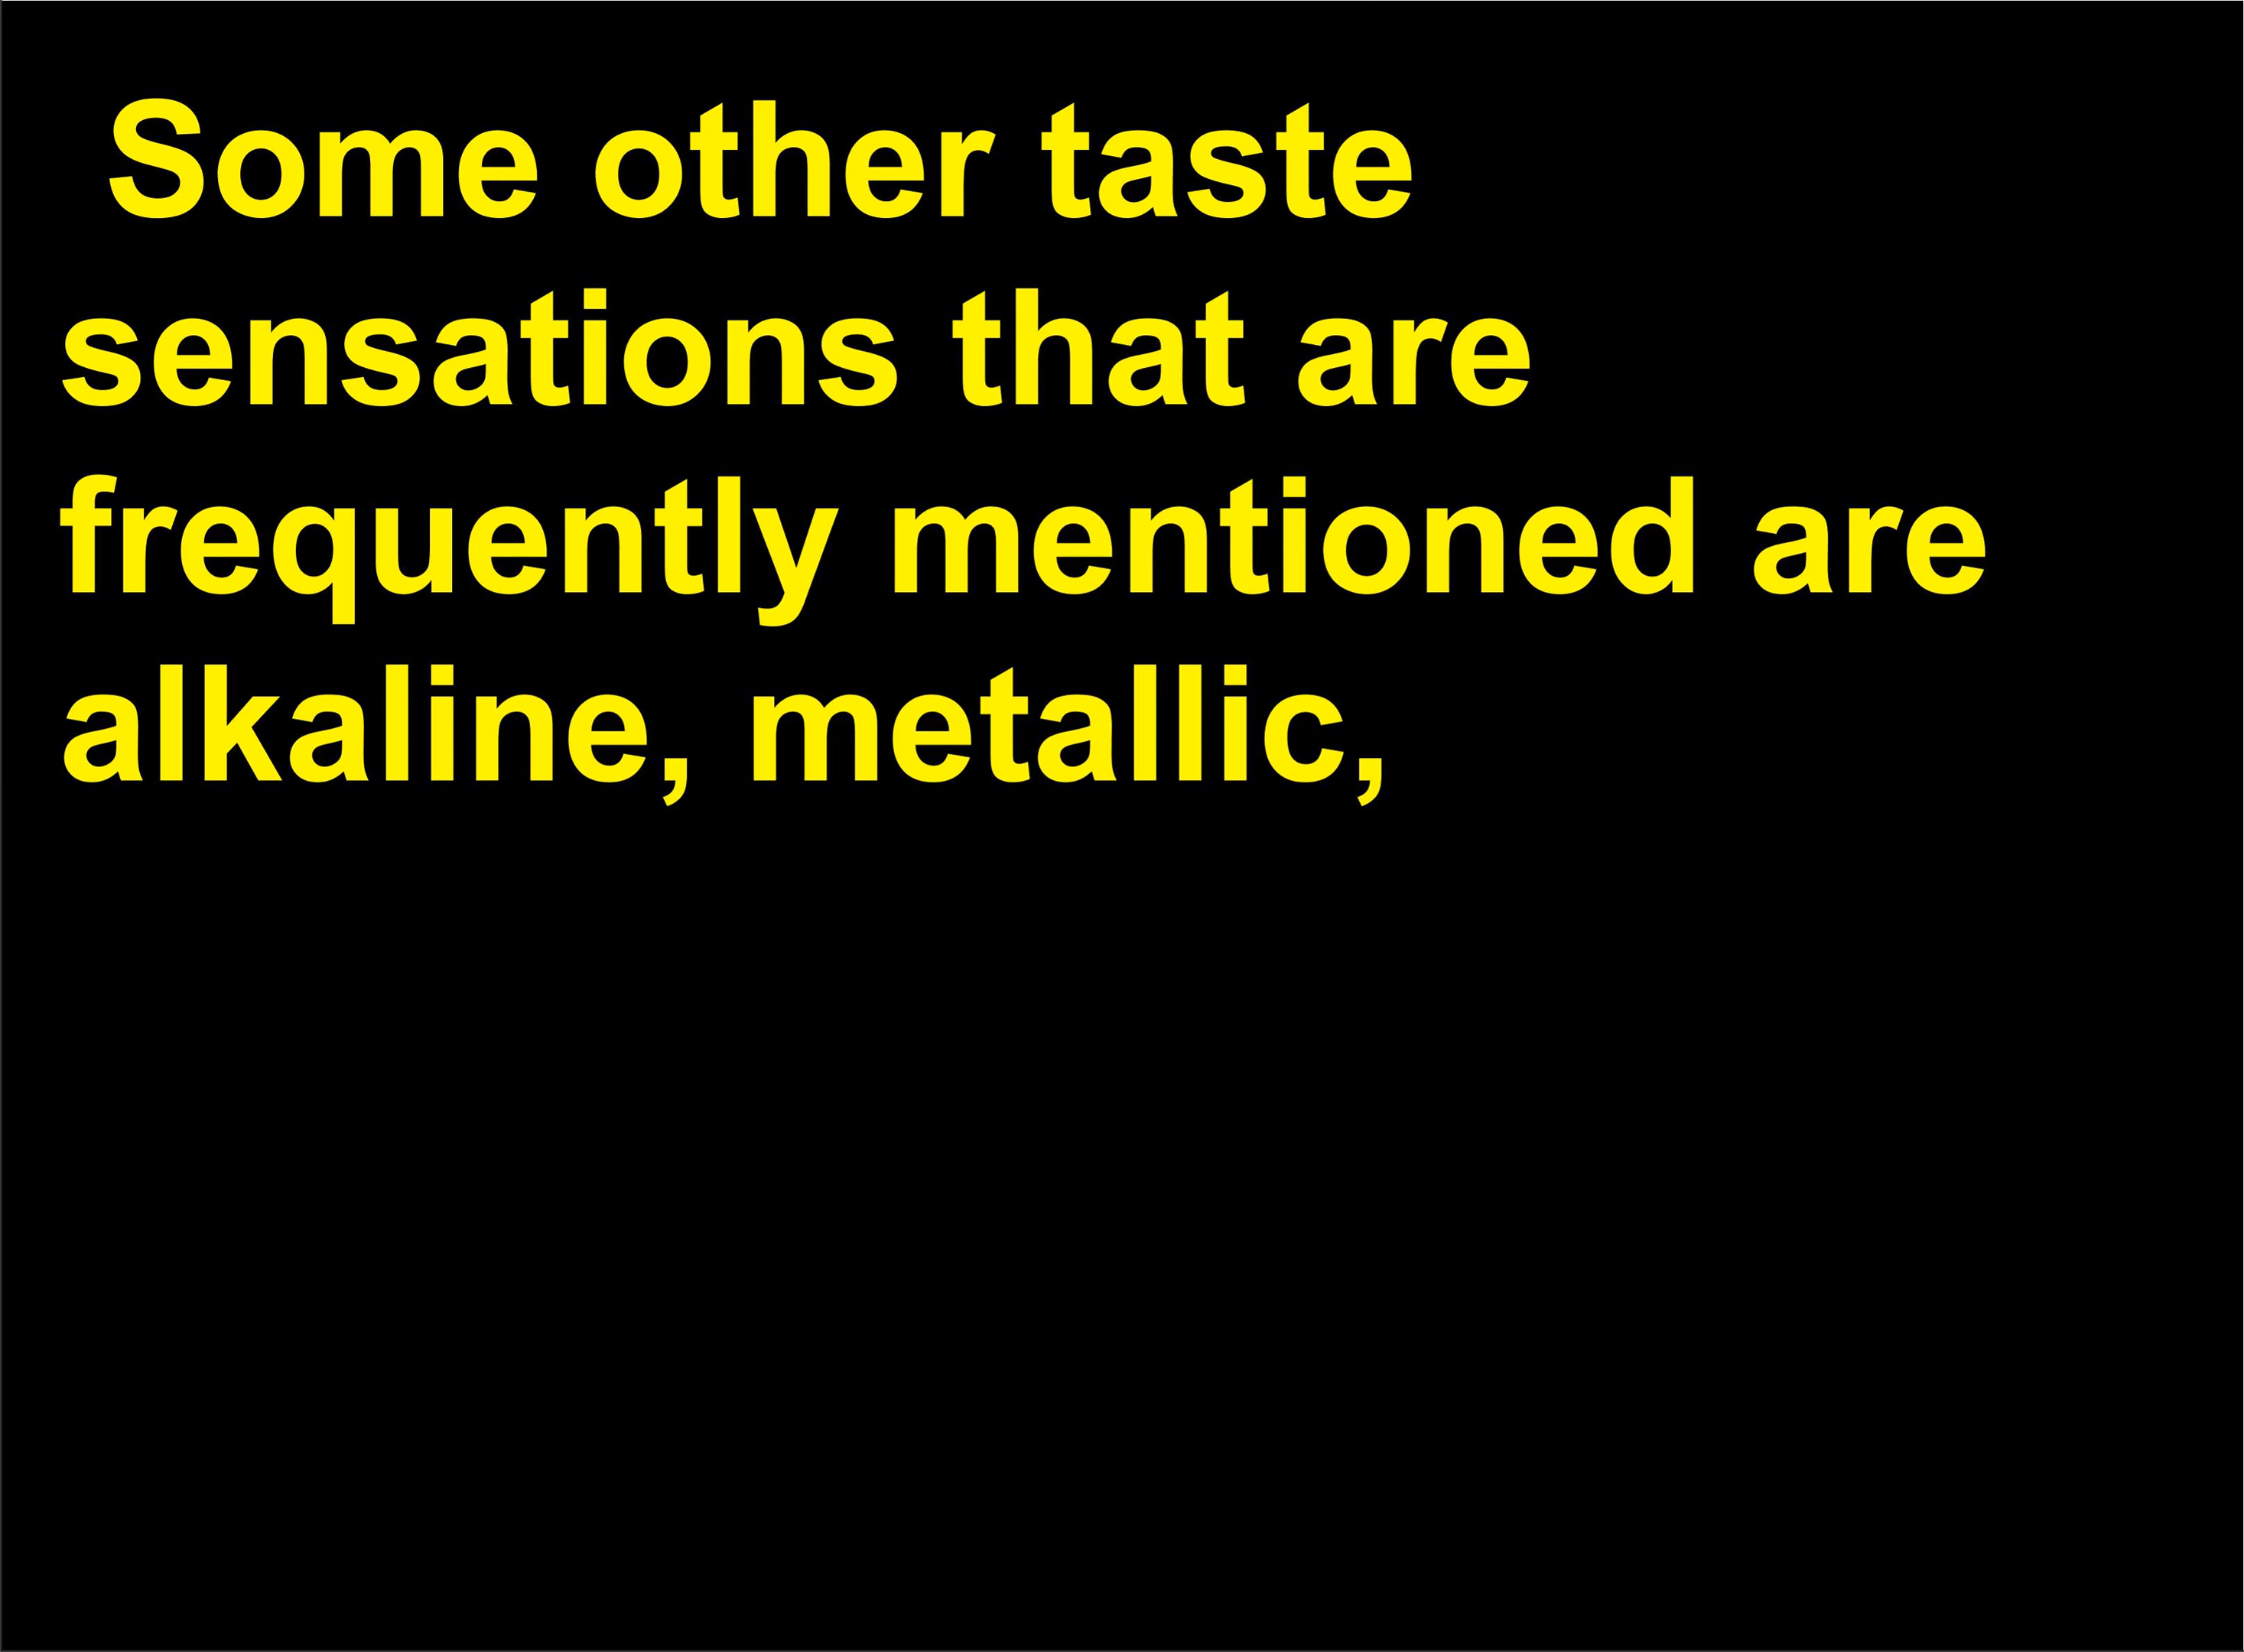 Some other taste
sensations that are
frequently mentioned are
alkaline, metallic,